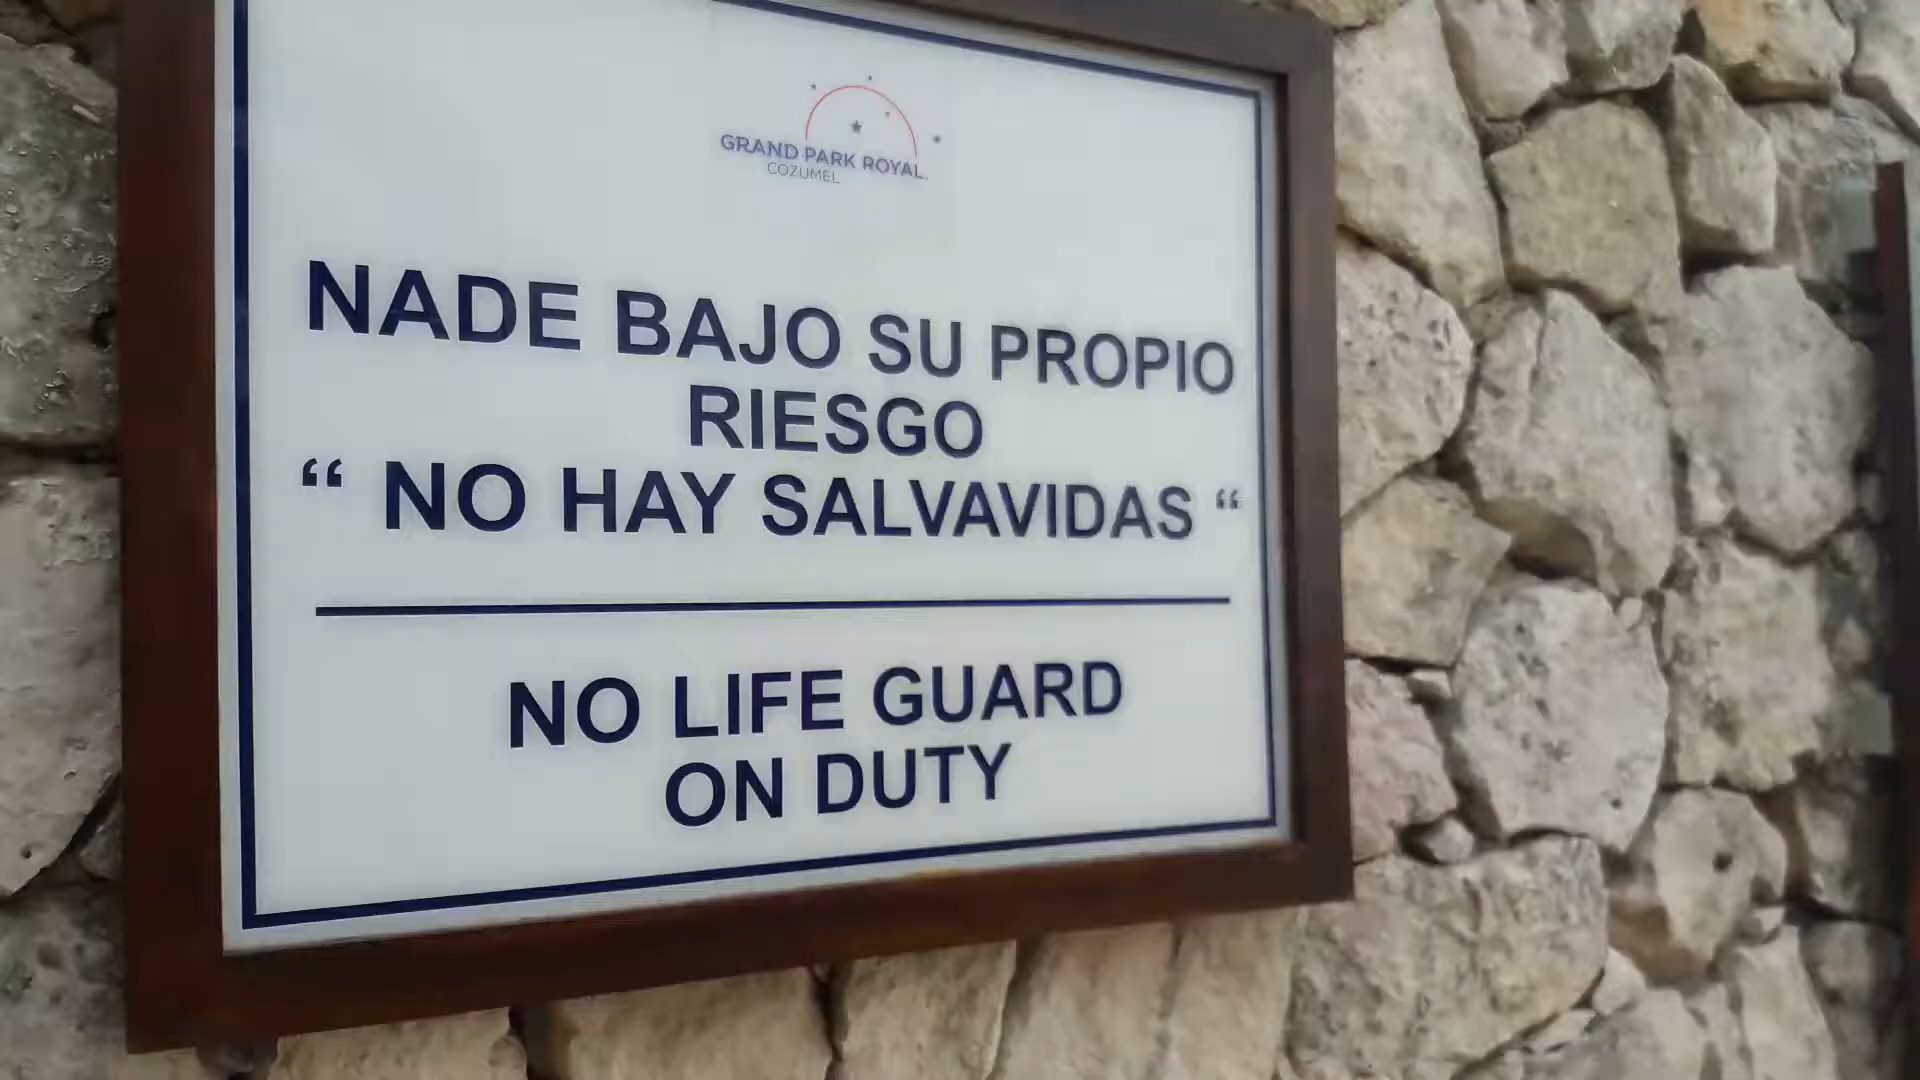 GRAND PARK ROYAL
COZUMEL
NADE BAJO SU PROPIO
RIESGO
“ NO HAY SALVAVIDAS “
NO LIFE GUARD
ON DUTY